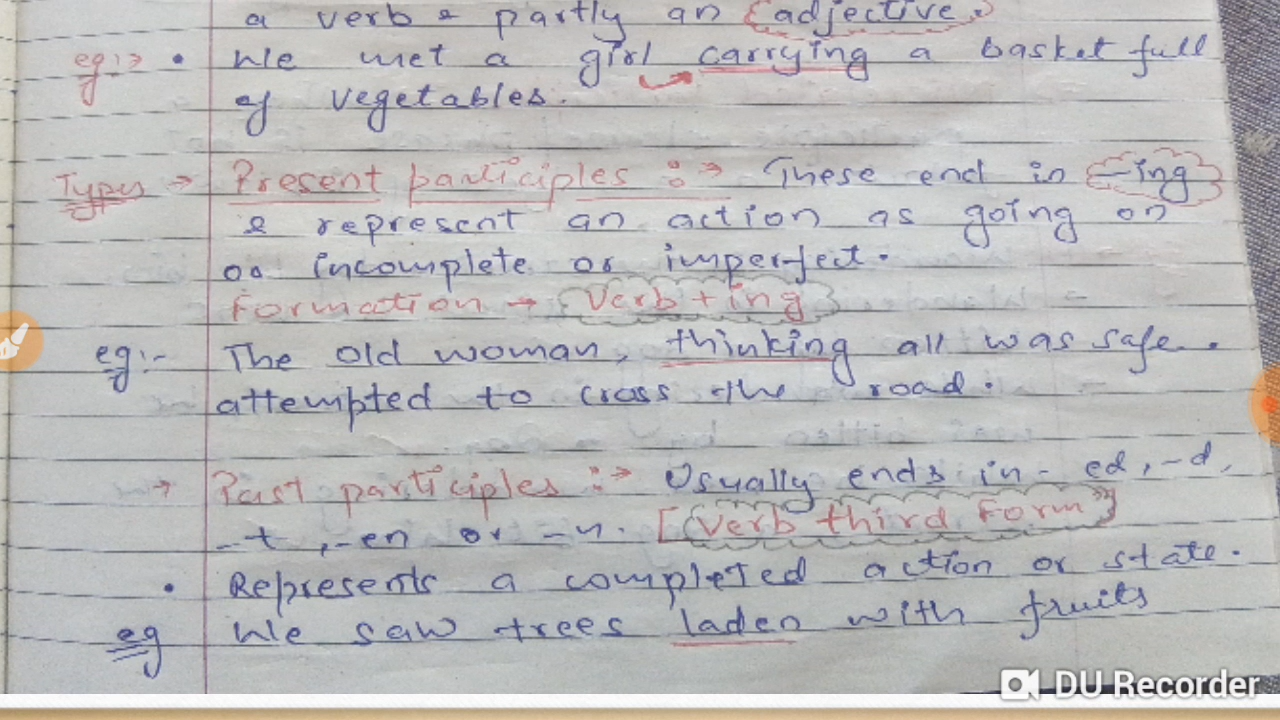 a verb & partly an adjective.
eg:→ • We met a girl carrying a basket full
of vegetables.
Types → Present participles :→ These end in -ing
& represent an action as going on
or incomplete or imperfect.
Formation → Verb + ing
eg:- The old woman, thinking all was safe.
attempted to cross the road.
→ Past participles :→ Usually ends in - ed, -d,
-t, -en or -n. [Verb third form]
• Represents a completed action or state.
eg We saw trees laden with fruits
DU Recorder